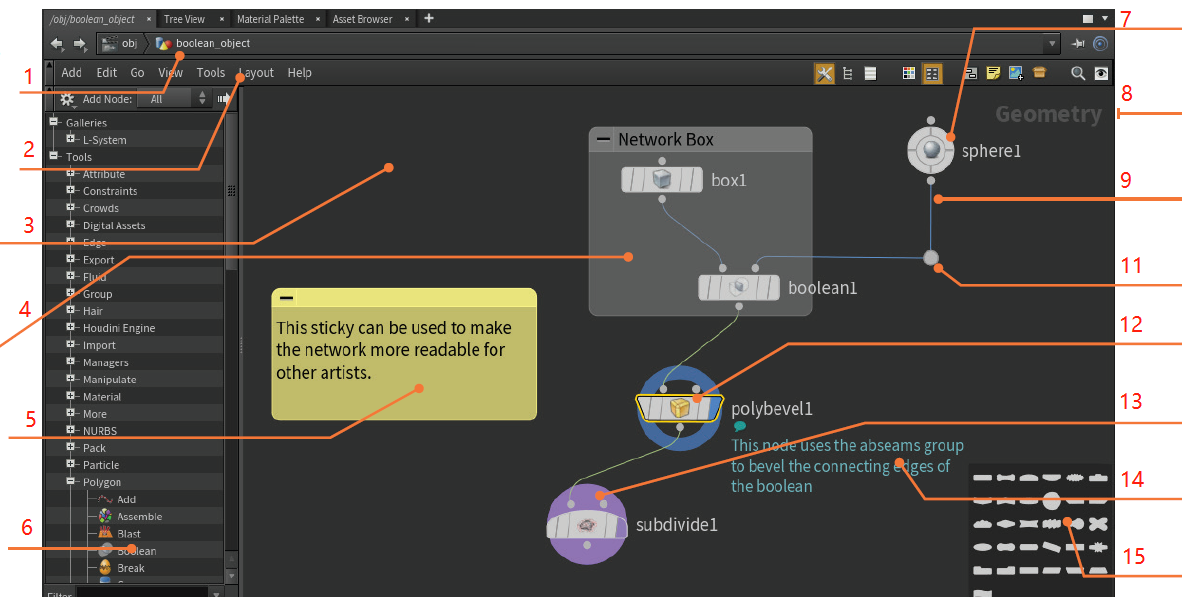 /obj/boolean_object × Tree View × Material Palette × Asset Browser × +
obj boolean_object
Add Edit Go View Tools Layout Help
Add Node: All
Galleries
L-System
Tools
Attribute
Constraints
Crowds
Digital Assets
Edge
Export
Fluid
Group
Hair
Houdini Engine
Import
Managers
Manipulate
Material
More
NURBS
Pack
Particle
Polygon
Add
Assemble
Blast
Boolean
Break
Filter
Geometry
Network Box
box1
sphere1
boolean1
This sticky can be used to make
the network more readable for
other artists.
polybevel1
This node uses the abseams group
to bevel the connecting edges of
the boolean
subdivide1
1
2
3
4
5
6
7
8
9
11
12
13
14
15